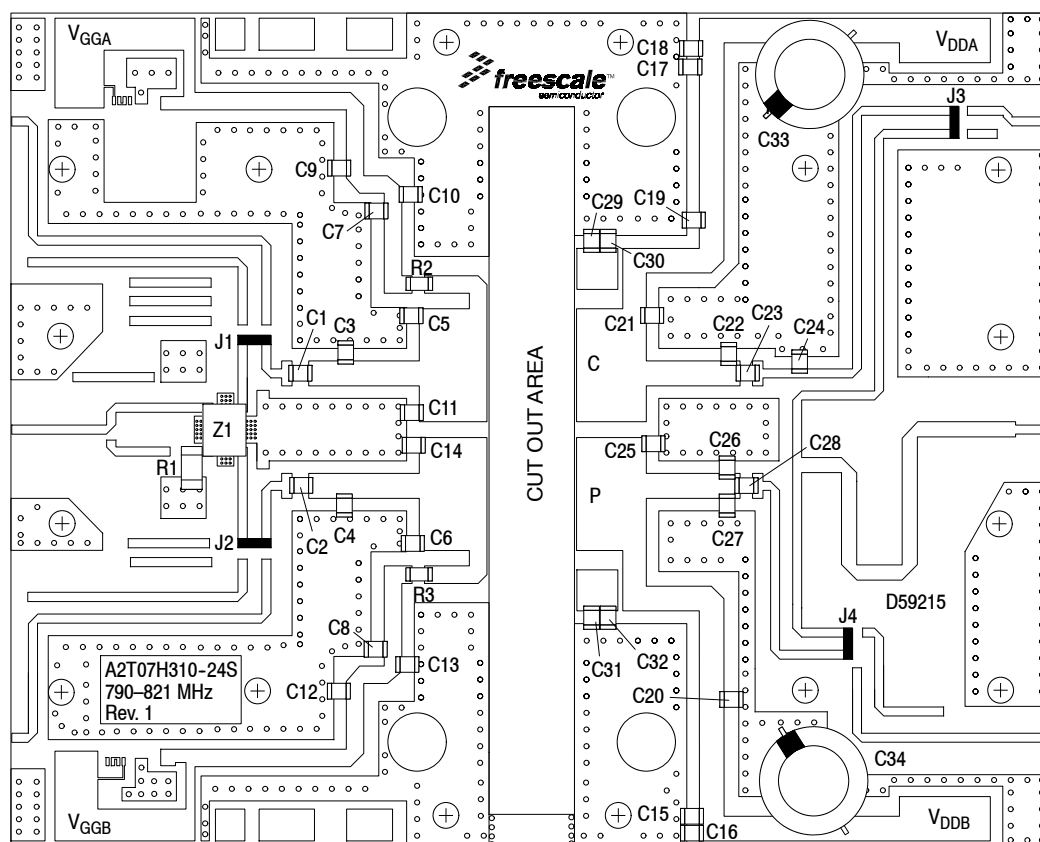 VGGA
C18
C17
VDDA
freescale™
semiconductor
J3
C33
C9
C10
C7
C29
C19
C30
R2
C1
C3
C5
C21
C22
C23
C24
J1
C
CUT OUT AREA
C11
Z1
C14
C25
C26
C28
R1
P
C2
C4
C6
C27
J2
R3
D59215
C8
C13
J4
C31
C32
A2T07H310-24S
790–821 MHz
Rev. 1
C12
C20
C34
VGGB
C15
C16
VDDB